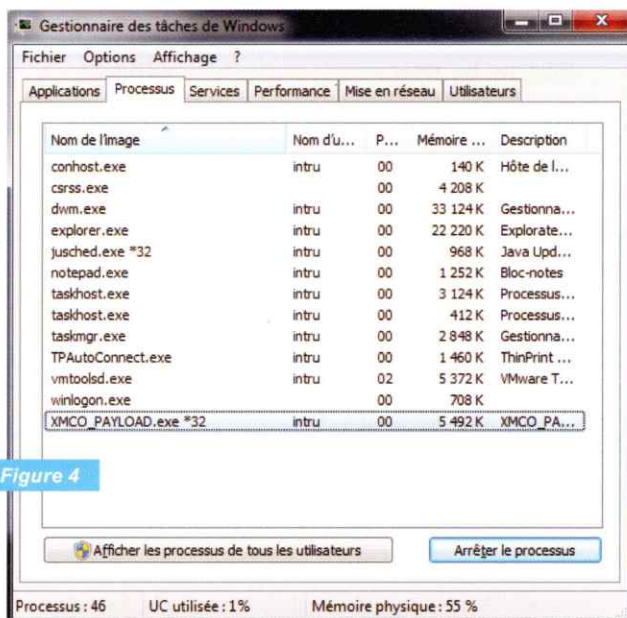 Gestionnaire des tâches de Windows
Fichier Options Affichage ?
Applications Processus Services Performance Mise en réseau Utilisateurs
Nom de l'image Nom d'u... P... Mémoire ... Description
conhost.exe intru 00 140 K Hôte de l...
csrss.exe 00 4 208 K
dwm.exe intru 00 33 124 K Gestionna...
explorer.exe intru 00 22 220 K Explorate...
jusched.exe *32 intru 00 968 K Java Upd...
notepad.exe intru 00 1 252 K Bloc-notes
taskhost.exe intru 00 3 124 K Processus...
taskhost.exe intru 00 412 K Processus...
taskmgr.exe intru 00 2 848 K Gestionna...
TPAutoConnect.exe intru 00 1 460 K ThinPrint ...
vmtoolsd.exe intru 02 5 372 K VMware T...
winlogon.exe 00 708 K
XMCO_PAYLOAD.exe *32 intru 00 5 492 K XMCO_PA...
Figure 4
Afficher les processus de tous les utilisateurs Arrêter le processus
Processus : 46 UC utilisée : 1% Mémoire physique : 55 %